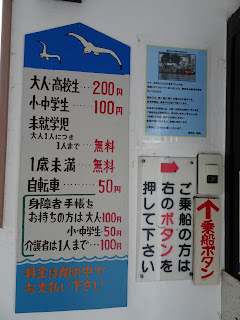 大人・高校生…200円
小中学生……100円
未就学児
大人1人につき
1人まで…無料
1歳未満…無料
自転車……50円
身障者手帳を
お持ちの方は大人100円
小中学生50円
介護者は1人まで…100円
料金は船の中で
お支払い下さい
ご乗船の方は
右のボタンを
押して下さい
↑乗船ボタン